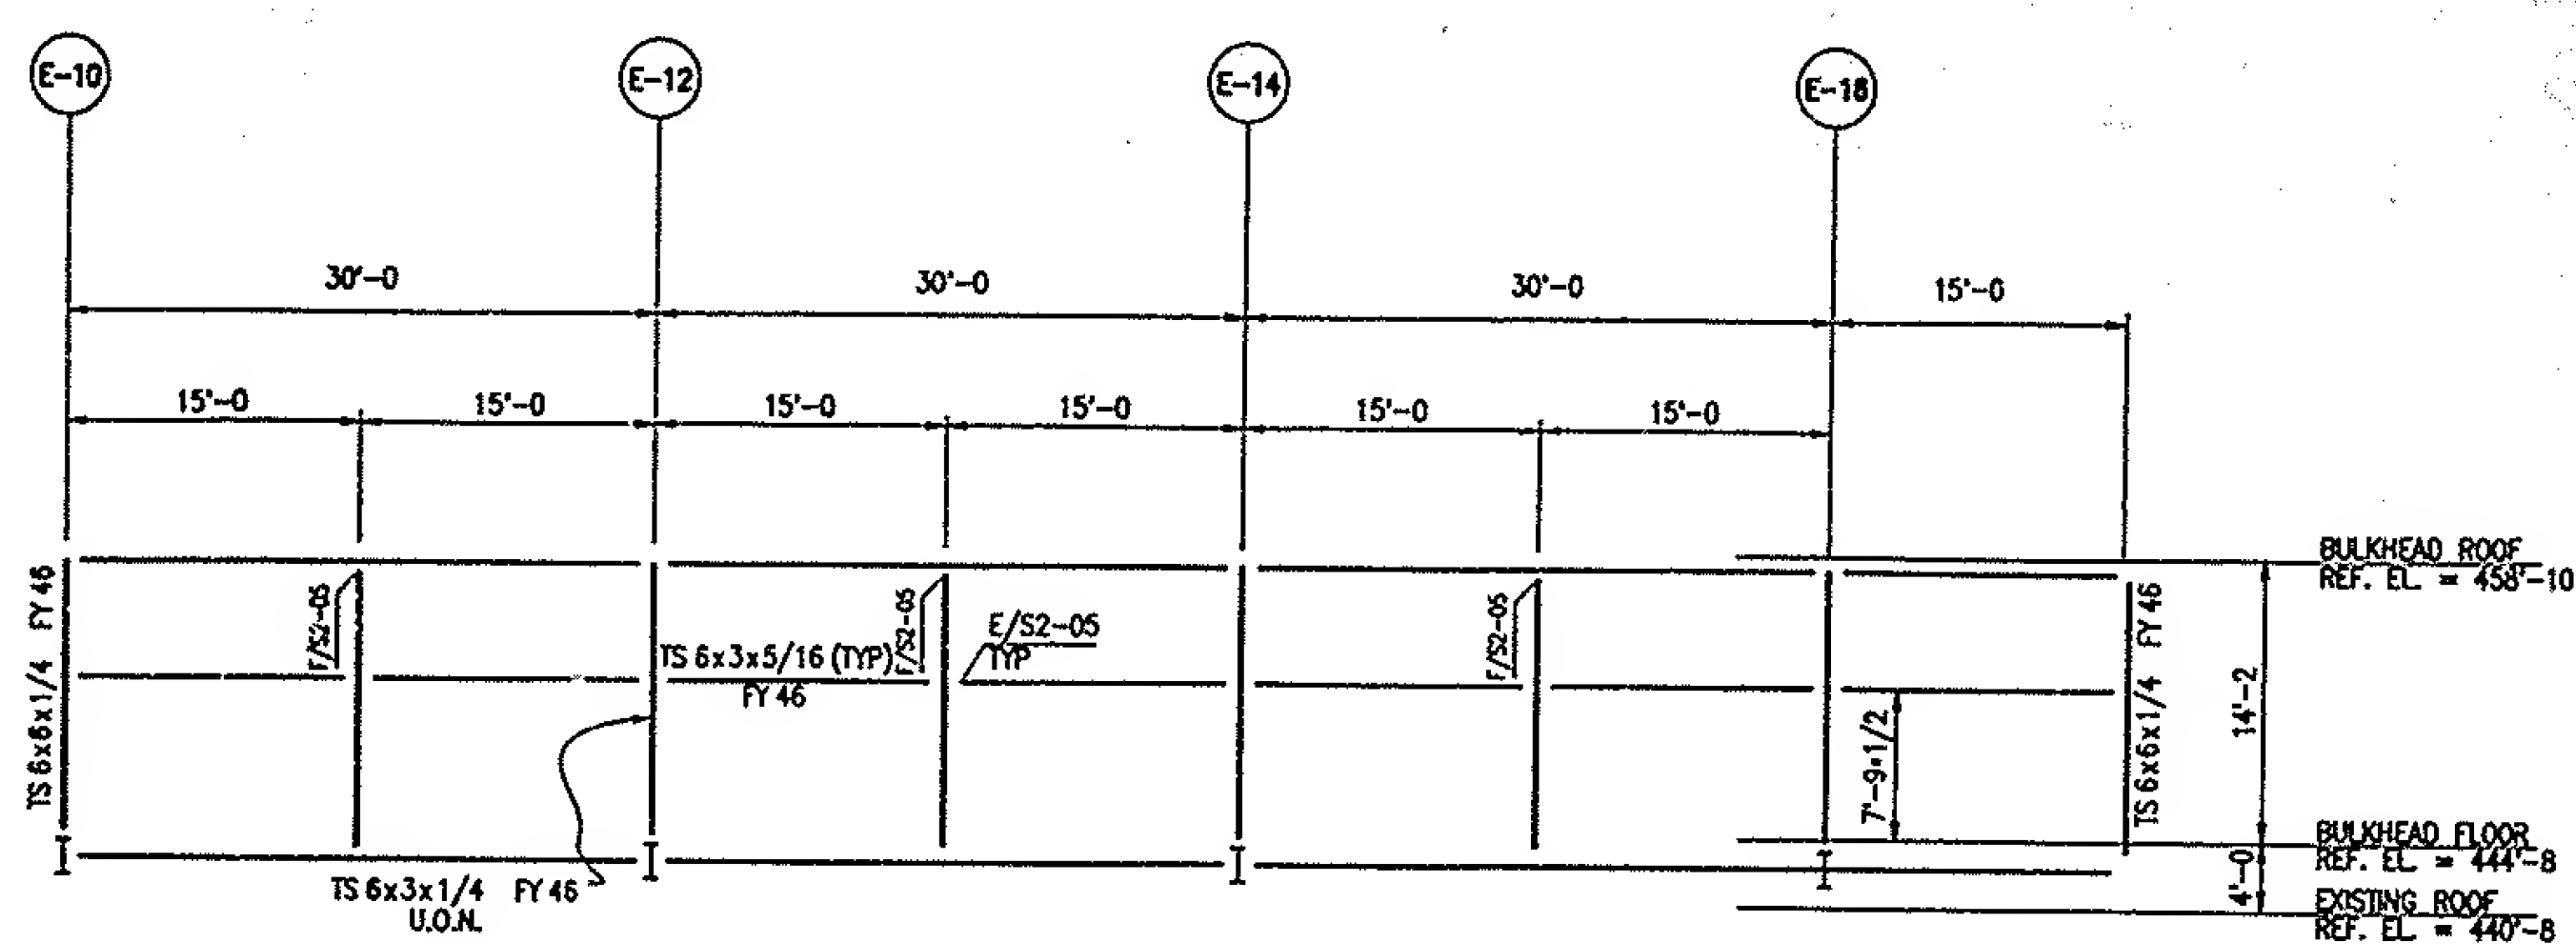 E-10
E-12
E-14
E-18
30'-0
30'-0
30'-0
15'-0
15'-0
15'-0
15'-0
15'-0
15'-0
15'-0
TS 6x6x1/4 FY 46
F/S2-05
TS 6x3x5/16 (TYP)
FY 46
F/S2-05
E/S2-05
TYP
F/S2-05
7'-9-1/2
TS 6x6x1/4 FY 46
14'-2
4'-0
BULKHEAD ROOF
REF. EL. = 458'-10
BULKHEAD FLOOR
REF. EL. = 444'-8
EXISTING ROOF
REF. EL. = 440'-8
TS 6x3x1/4 FY 46
U.O.N.